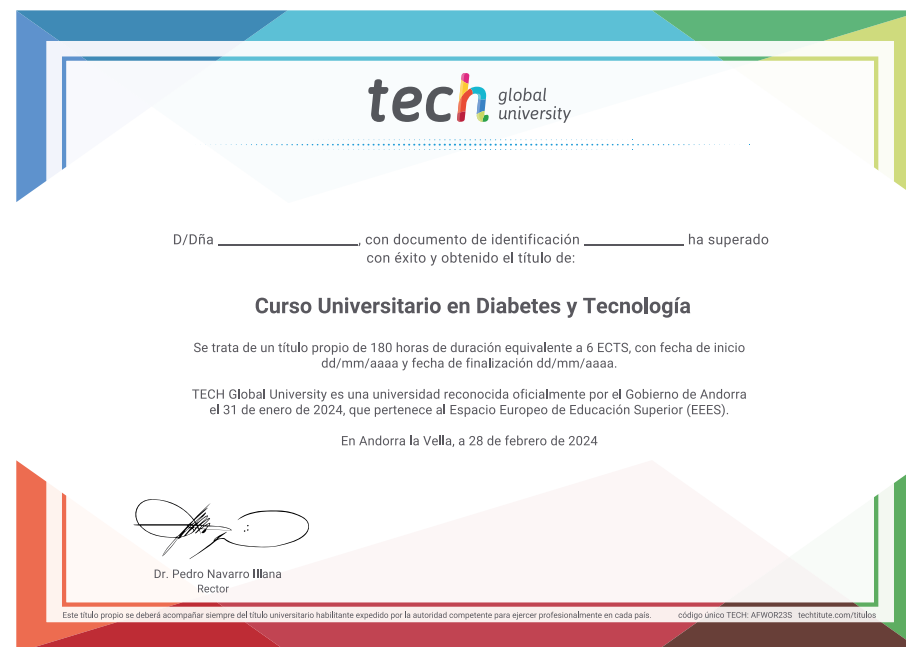 tech global university
D/Dña ______________, con documento de identificación __________ ha superado
con éxito y obtenido el título de:
Curso Universitario en Diabetes y Tecnología
Se trata de un título propio de 180 horas de duración equivalente a 6 ECTS, con fecha de inicio
dd/mm/aaaa y fecha de finalización dd/mm/aaaa.
TECH Global University es una universidad reconocida oficialmente por el Gobierno de Andorra
el 31 de enero de 2024, que pertenece al Espacio Europeo de Educación Superior (EEES).
En Andorra la Vella, a 28 de febrero de 2024
Dr. Pedro Navarro Illana
Rector
Este título propio se deberá acompañar siempre del título universitario habilitante expedido por la autoridad competente para ejercer profesionalmente en cada país. código único TECH: AFWOR23S techtitute.com/titulos